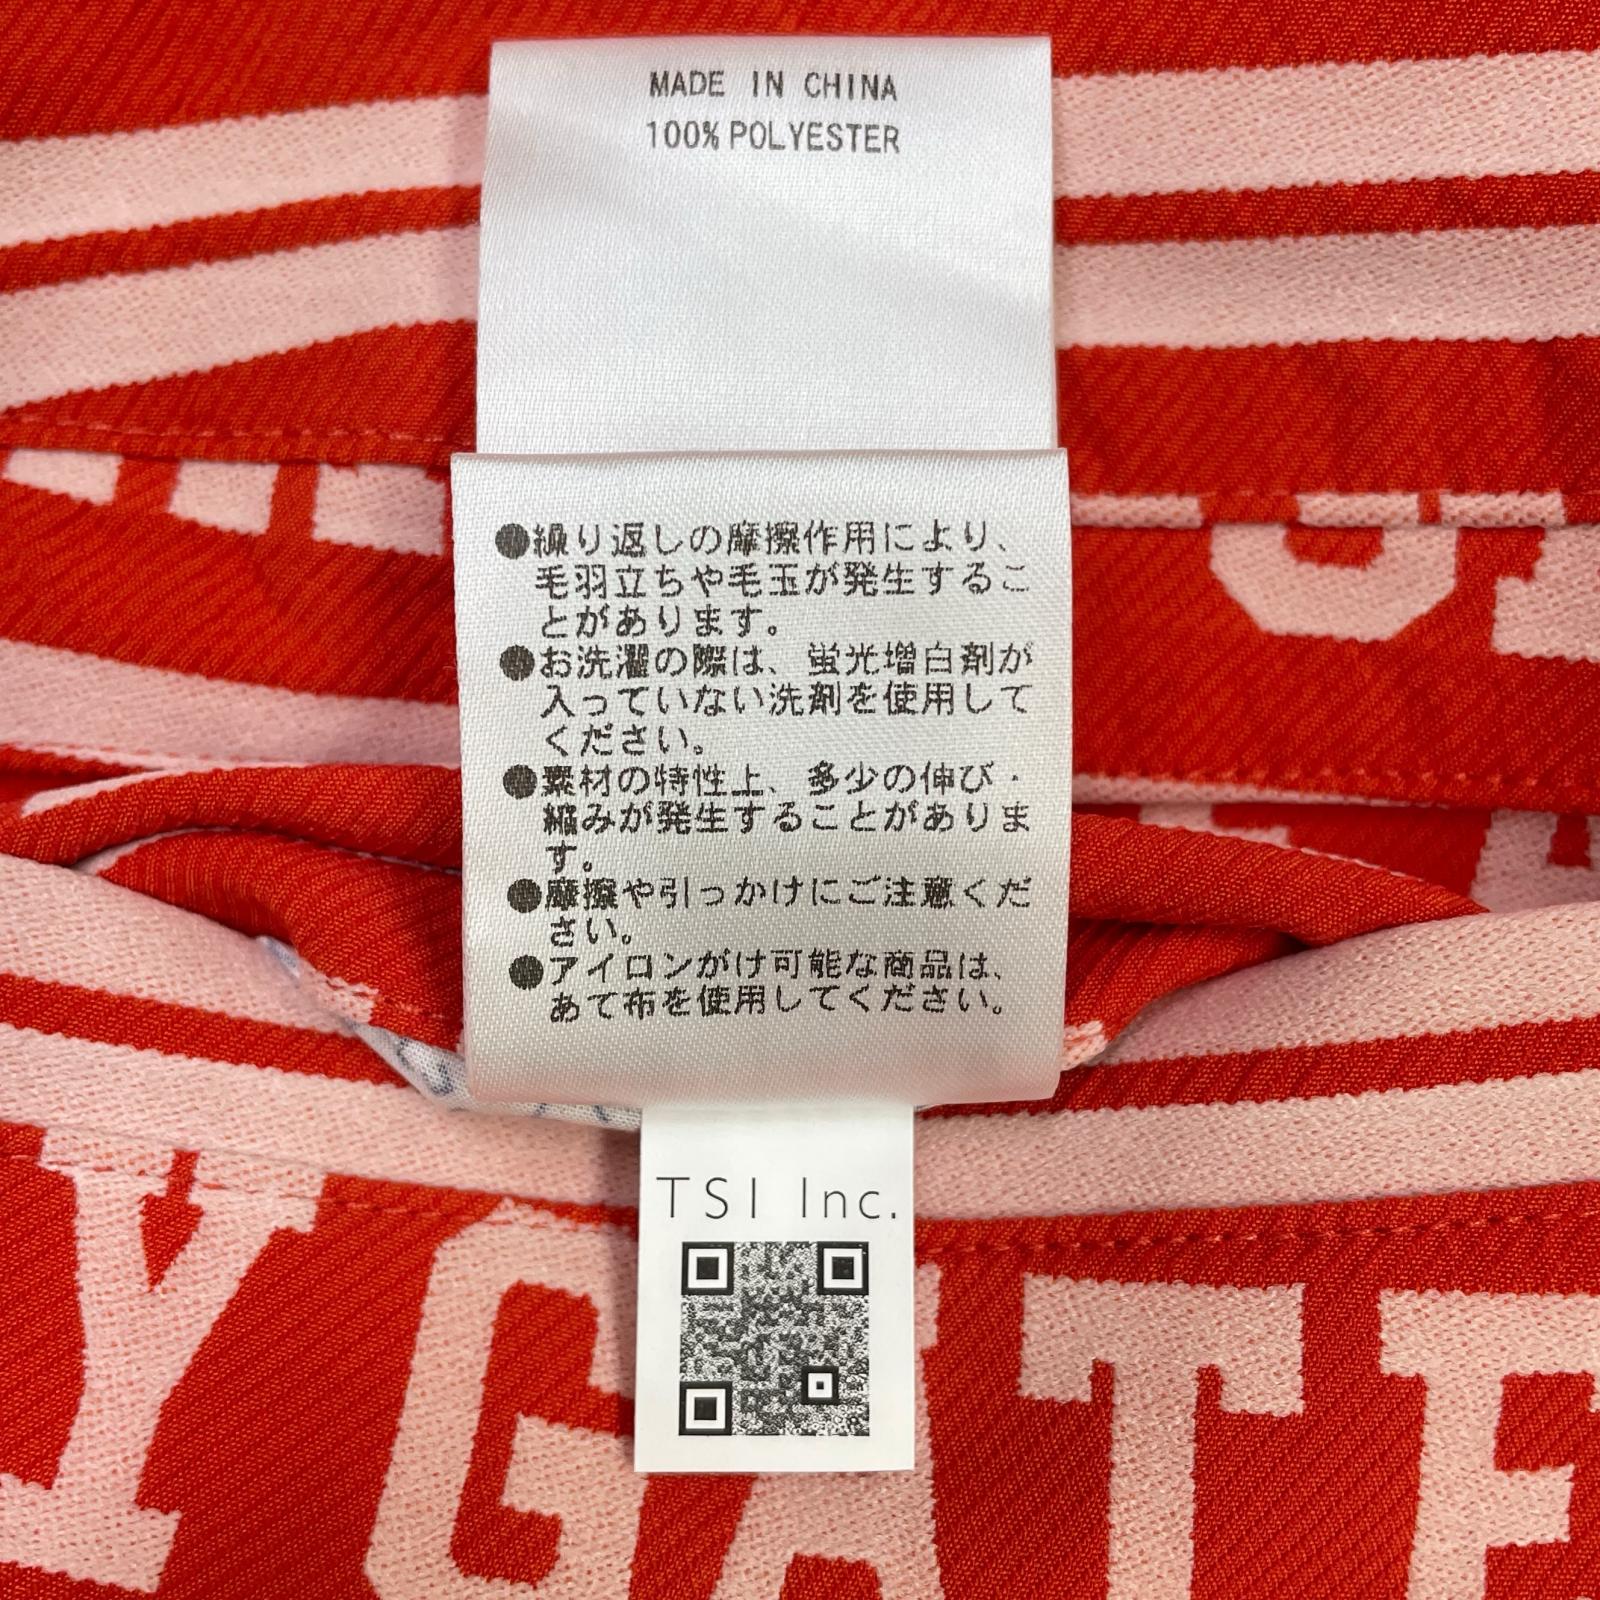 MADE IN CHINA
100% POLYESTER
●繰り返しの摩擦作用により、
毛羽立ちや毛玉が発生するこ
とがあります。
●お洗濯の際は、蛍光増白剤が
入っていない洗剤を使用して
ください。
●素材の特性上、多少の伸び・
縮みが発生することがありま
す。
●摩擦や引っかけにご注意くだ
さい。
●アイロンがけ可能な商品は、
あて布を使用してください。
TSI Inc.
YGATE